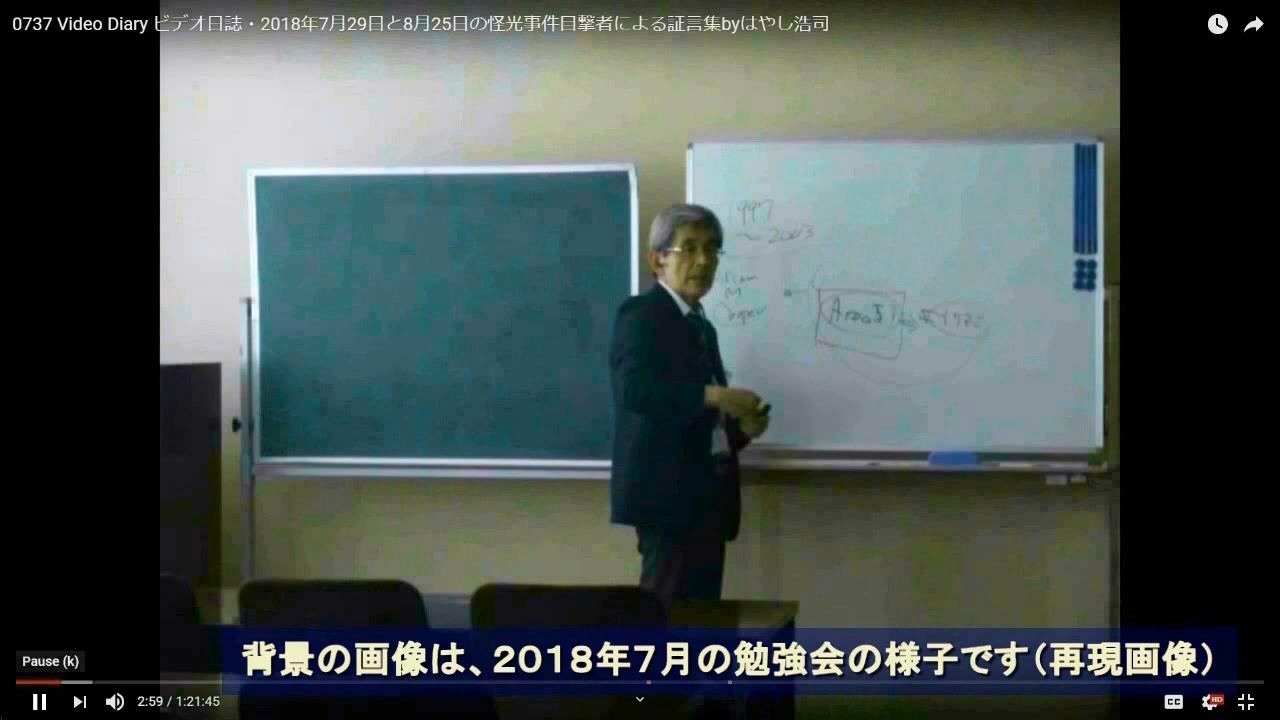 0737 Video Diary ビデオ日誌・2018年7月29日と8月25日の怪光事件目撃者による証言集byはやし浩司
1997
~2003
M
Area51
背景の画像は、2018年7月の勉強会の様子です(再現画像)
Pause (k)
2:59 / 1:21:45
CC
HD